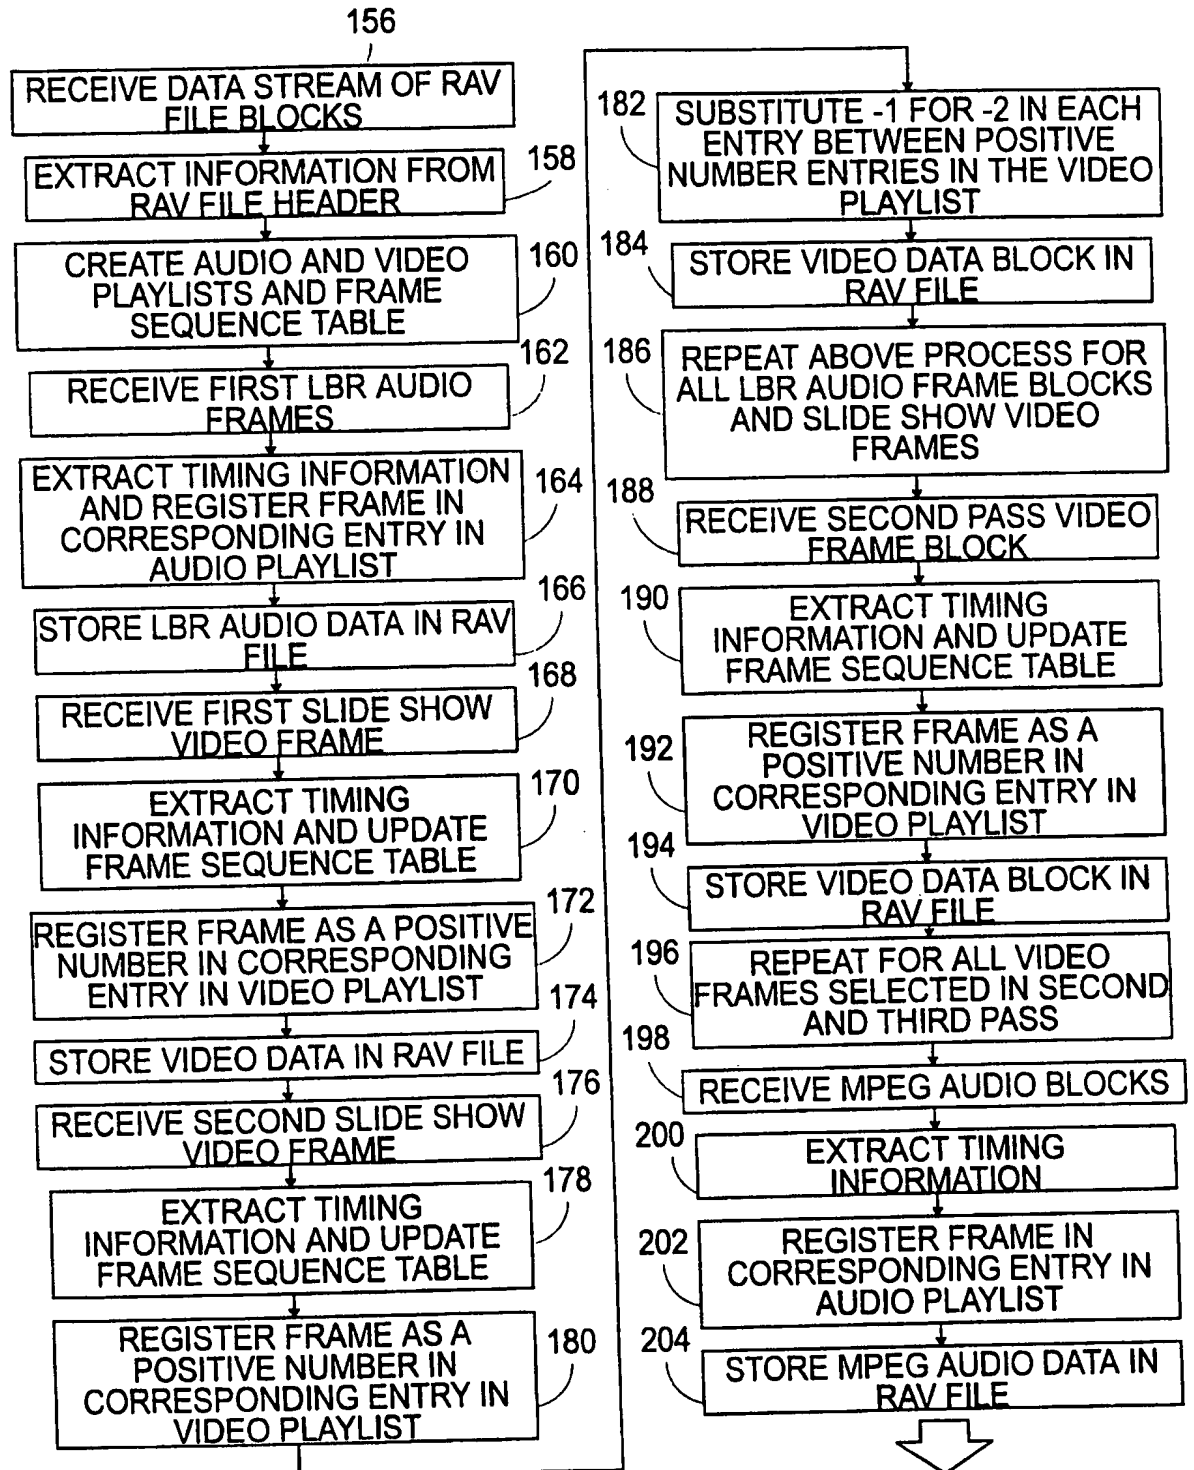 156
RECEIVE DATA STREAM OF RAV
FILE BLOCKS
158
EXTRACT INFORMATION FROM
RAV FILE HEADER
160
CREATE AUDIO AND VIDEO
PLAYLISTS AND FRAME
SEQUENCE TABLE
162
RECEIVE FIRST LBR AUDIO
FRAMES
164
EXTRACT TIMING INFORMATION
AND REGISTER FRAME IN
CORRESPONDING ENTRY IN
AUDIO PLAYLIST
166
STORE LBR AUDIO DATA IN RAV
FILE
168
RECEIVE FIRST SLIDE SHOW
VIDEO FRAME
170
EXTRACT TIMING
INFORMATION AND UPDATE
FRAME SEQUENCE TABLE
172
REGISTER FRAME AS A POSITIVE
NUMBER IN CORRESPONDING
ENTRY IN VIDEO PLAYLIST
174
STORE VIDEO DATA IN RAV FILE
176
RECEIVE SECOND SLIDE SHOW
VIDEO FRAME
178
EXTRACT TIMING
INFORMATION AND UPDATE
FRAME SEQUENCE TABLE
180
REGISTER FRAME AS A
POSITIVE NUMBER IN
CORRESPONDING ENTRY IN
VIDEO PLAYLIST
182
SUBSTITUTE -1 FOR -2 IN EACH
ENTRY BETWEEN POSITIVE
NUMBER ENTRIES IN THE VIDEO
PLAYLIST
184
STORE VIDEO DATA BLOCK IN
RAV FILE
186
REPEAT ABOVE PROCESS FOR
ALL LBR AUDIO FRAME BLOCKS
AND SLIDE SHOW VIDEO
FRAMES
188
RECEIVE SECOND PASS VIDEO
FRAME BLOCK
190
EXTRACT TIMING
INFORMATION AND UPDATE
FRAME SEQUENCE TABLE
192
REGISTER FRAME AS A
POSITIVE NUMBER IN
CORRESPONDING ENTRY IN
VIDEO PLAYLIST
194
STORE VIDEO DATA BLOCK IN
RAV FILE
196
REPEAT FOR ALL VIDEO
FRAMES SELECTED IN SECOND
AND THIRD PASS
198
RECEIVE MPEG AUDIO BLOCKS
200
EXTRACT TIMING
INFORMATION
202
REGISTER FRAME IN
CORRESPONDING ENTRY IN
AUDIO PLAYLIST
204
STORE MPEG AUDIO DATA IN
RAV FILE